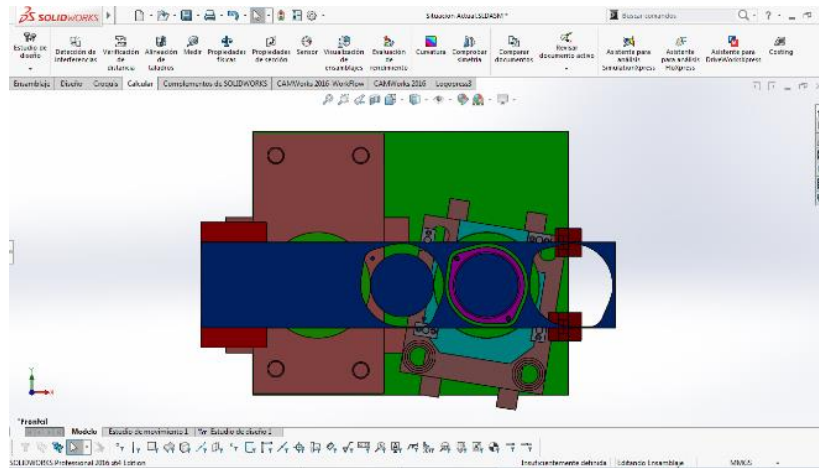 SOLIDWORKS
Situacion Actual.SLDASM *
Buscar comandos
?
Estudio de diseño
Detección de interferencias
Verificación de distancia
Alineación de taladros
Medir
Propiedades físicas
Propiedades de sección
Sensor
Visualización de ensamblajes
Evaluación de rendimiento
Curvatura
Comprobar simetría
Comparar documentos
Revisar documento activo
Asistente para análisis SimulationXpress
Asistente para análisis FloXpress
Asistente para DriveWorksXpress
Costing
Ensamblaje Diseño Croquis Calcular Complementos de SOLIDWORKS CAMWorks 2016-WorkFlow CAMWorks 2016 Logopress3
Y
X
*Frontal
Modelo Estudio de movimiento 1 Estudio de diseño 1
SOLIDWORKS Professional 2016 x64 Edition
Insuficientemente definida Editando Ensamblaje MMGS